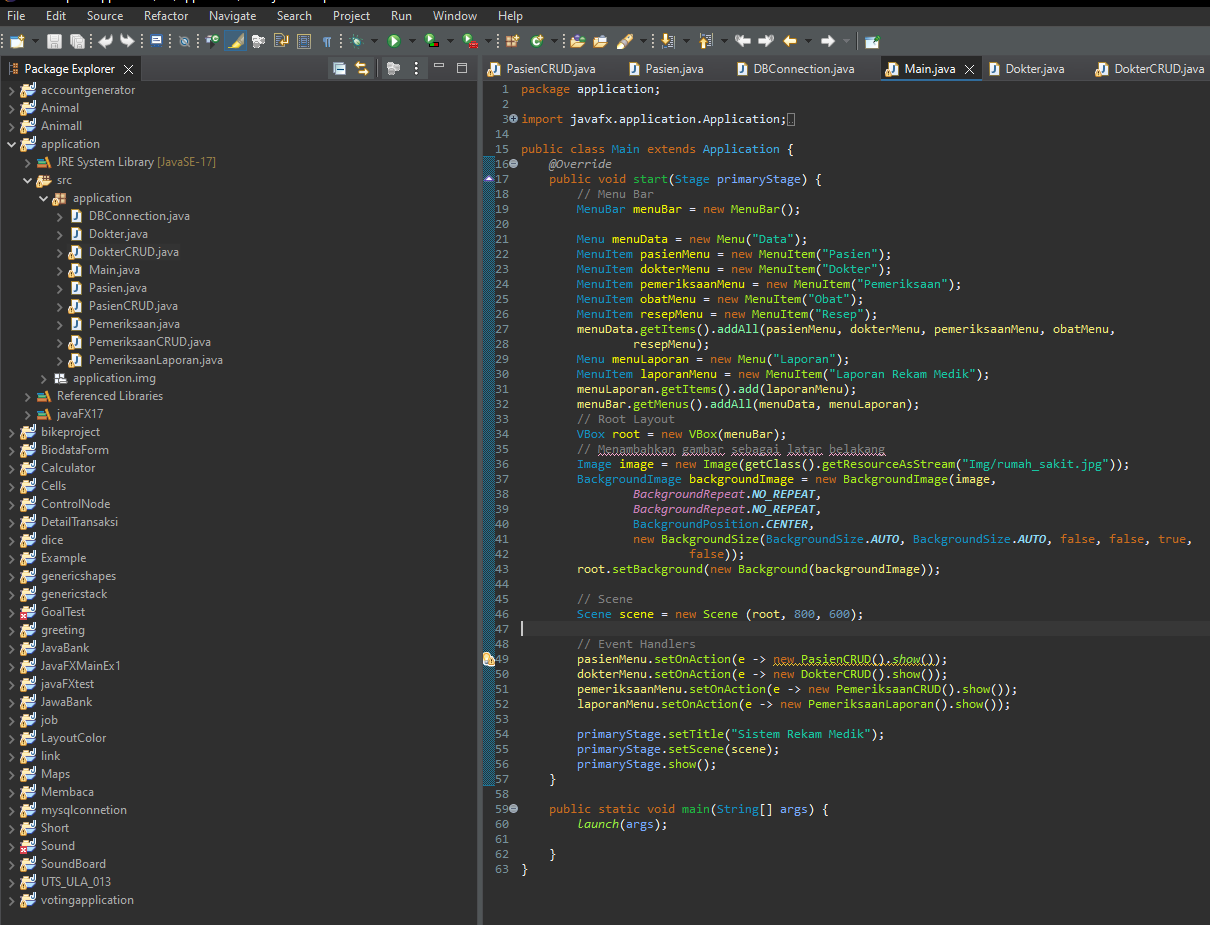 File Edit Source Refactor Navigate Search Project Run Window Help
Package Explorer
accountgenerator
Animal
Animall
application
JRE System Library [JavaSE-17]
src
application
DBConnection.java
Dokter.java
DokterCRUD.java
Main.java
Pasien.java
PasienCRUD.java
Pemeriksaan.java
PemeriksaanCRUD.java
PemeriksaanLaporan.java
application.img
Referenced Libraries
javaFX17
bikeproject
BiodataForm
Calculator
Cells
ControlNode
DetailTransaksi
dice
Example
genericshapes
genericstack
GoalTest
greeting
JavaBank
JavaFXMainEx1
javaFXtest
JawaBank
job
LayoutColor
link
Maps
Membaca
mysqlconnetion
Short
Sound
SoundBoard
UTS_ULA_013
votingapplication
PasienCRUD.java Pasien.java DBConnection.java Main.java Dokter.java DokterCRUD.java
1 package application;
2
3 import javafx.application.Application;
14
15 public class Main extends Application {
16 @Override
17 public void start(Stage primaryStage) {
18 // Menu Bar
19 MenuBar menuBar = new MenuBar();
20
21 Menu menuData = new Menu("Data");
22 MenuItem pasienMenu = new MenuItem("Pasien");
23 MenuItem dokterMenu = new MenuItem("Dokter");
24 MenuItem pemeriksaanMenu = new MenuItem("Pemeriksaan");
25 MenuItem obatMenu = new MenuItem("Obat");
26 MenuItem resepMenu = new MenuItem("Resep");
27 menuData.getItems().addAll(pasienMenu, dokterMenu, pemeriksaanMenu, obatMenu,
28 resepMenu);
29 Menu menuLaporan = new Menu("Laporan");
30 MenuItem laporanMenu = new MenuItem("Laporan Rekam Medik");
31 menuLaporan.getItems().add(laporanMenu);
32 menuBar.getMenus().addAll(menuData, menuLaporan);
33 // Root Layout
34 VBox root = new VBox(menuBar);
35 // Menambahkan gambar sebagai latar belakang
36 Image image = new Image(getClass().getResourceAsStream("Img/rumah_sakit.jpg"));
37 BackgroundImage backgroundImage = new BackgroundImage(image,
38 BackgroundRepeat.NO_REPEAT,
39 BackgroundRepeat.NO_REPEAT,
40 BackgroundPosition.CENTER,
41 new BackgroundSize(BackgroundSize.AUTO, BackgroundSize.AUTO, false, false, true,
42 false));
43 root.setBackground(new Background(backgroundImage));
44
45 // Scene
46 Scene scene = new Scene (root, 800, 600);
47
48 // Event Handlers
49 pasienMenu.setOnAction(e -> new PasienCRUD().show());
50 dokterMenu.setOnAction(e -> new DokterCRUD().show());
51 pemeriksaanMenu.setOnAction(e -> new PemeriksaanCRUD().show());
52 laporanMenu.setOnAction(e -> new PemeriksaanLaporan().show());
53
54 primaryStage.setTitle("Sistem Rekam Medik");
55 primaryStage.setScene(scene);
56 primaryStage.show();
57 }
58
59 public static void main(String[] args) {
60 launch(args);
61
62 }
63 }